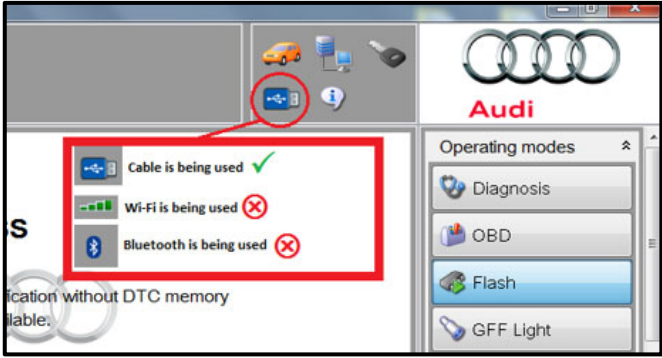 Audi
Cable is being used
Wi-Fi is being used
Bluetooth is being used
ss
fication without DTC memory
ilable.
Operating modes
Diagnosis
OBD
Flash
GFF Light